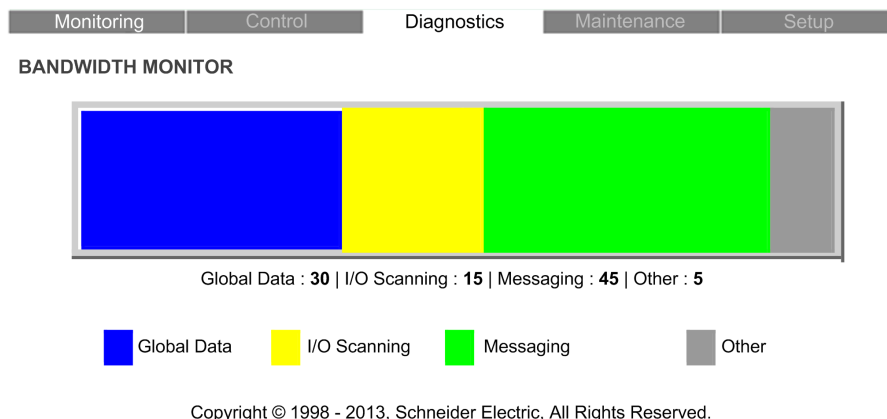 Monitoring Control Diagnostics Maintenance Setup
BANDWIDTH MONITOR
Global Data : 30 | I/O Scanning : 15 | Messaging : 45 | Other : 5
Global Data I/O Scanning Messaging Other
Copyright © 1998 - 2013, Schneider Electric, All Rights Reserved.